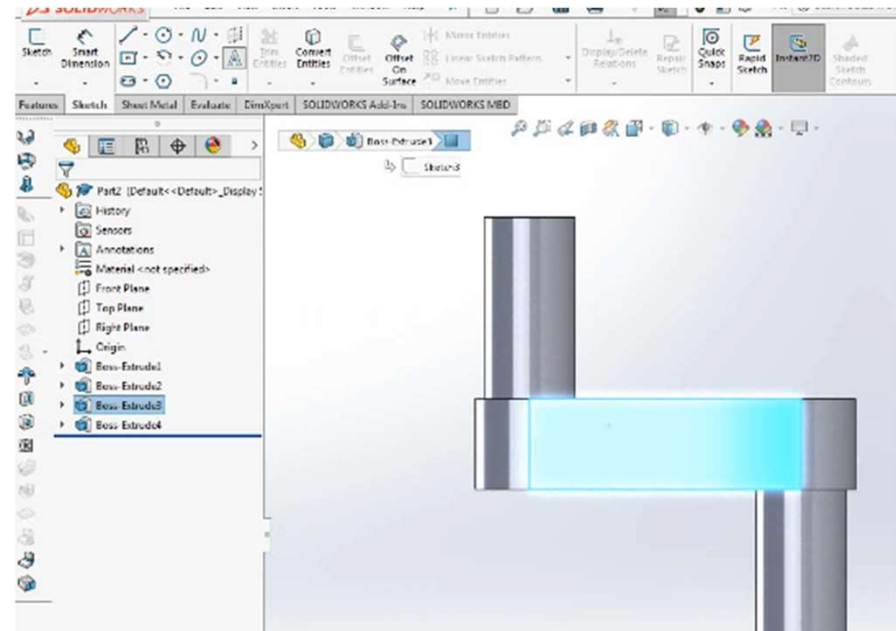 SOLIDWORKS
Sketch
Smart Dimension
Trim Entities
Convert Entities
Offset Entities
Offset On Surface
Mirror Entities
Linear Sketch Pattern
Move Entities
Display/Delete Relations
Repair Sketch
Quick Snaps
Rapid Sketch
Instant2D
Shaded Sketch Contours
Features
Sketch
Sheet Metal
Evaluate
DimXpert
SOLIDWORKS Add-Ins
SOLIDWORKS MBD
Boss-Extrude3
Sketch3
Part2 (Default<<Default>_Display S
History
Sensors
Annotations
Material <not specified>
Front Plane
Top Plane
Right Plane
Origin
Boss-Extrude1
Boss-Extrude2
Boss-Extrude3
Boss-Extrude4